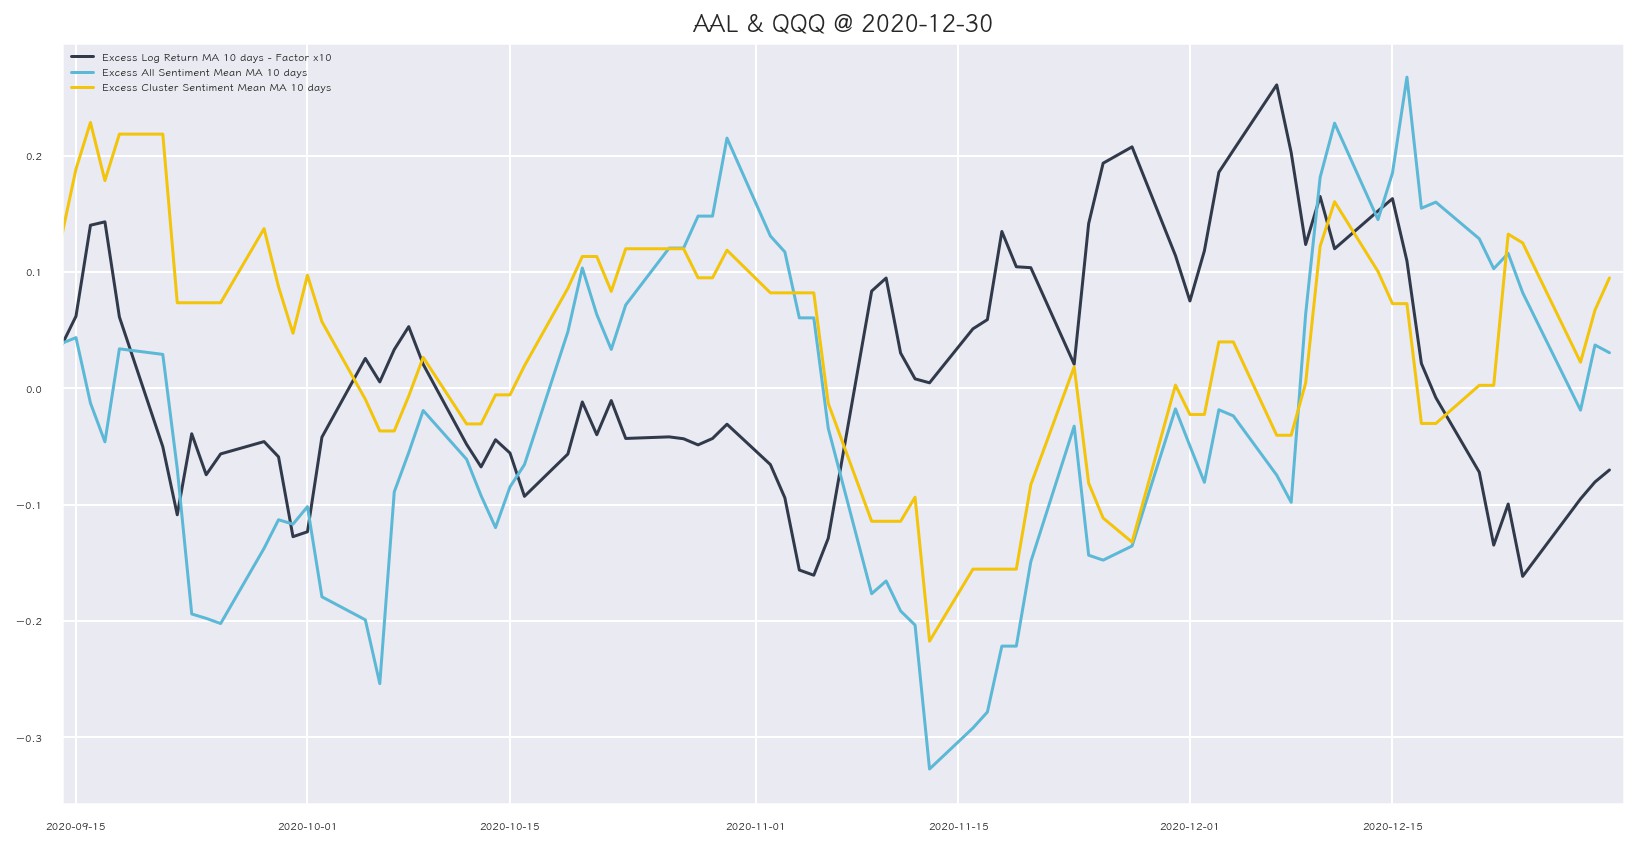 AAL & QQQ @ 2020-12-30
Excess Log Return MA 10 days - Factor x10
Excess All Sentiment Mean MA 10 days
Excess Cluster Sentiment Mean MA 10 days
0.2
0.1
0.0
−0.1
−0.2
−0.3
2020-09-15 2020-10-01 2020-10-15 2020-11-01 2020-11-15 2020-12-01 2020-12-15